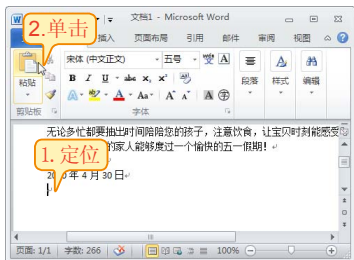 文档1 - Microsoft Word
2.单击
插入 页面布局 引用 邮件 审阅 视图
宋体 (中文正文) 五号
粘贴
段落 样式 编辑
剪贴板 字体
无论多忙都要抽出时间陪陪您的孩子，注意饮食，让宝贝时刻能感受
的家人能够度过一个愉快的五一假期！
1. 定位
年 4 月 30 日
页面: 1/1 字数: 266 100%